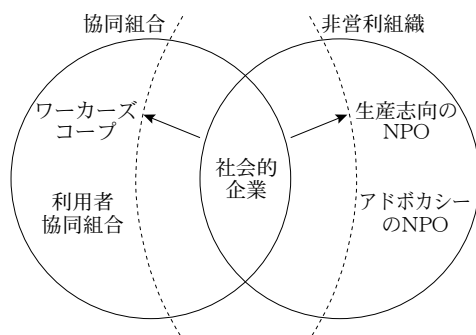 協同組合
非営利組織
ワーカーズ
コープ
利用者
協同組合
社会的
企業
生産志向の
NPO
アドボカシー
のNPO